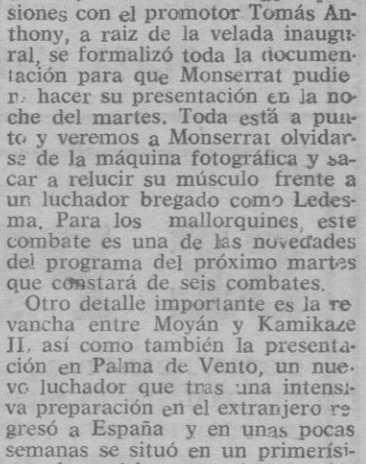 siones con el promotor Tomás An-
thony, a raiz de la velada inaugu-
ral, se formalizó toda la documen-
tación para que Monserrat pudie
n. hacer su presentación en la no-
che del martes. Toda está a pun-
to y veremos a Monserrat olvidar-
se de la máquina fotográfica y sa-
car a relucir su músculo frente a
un luchador bregado como Ledes-
ma. Para los mallorquines, este
combate es una de las novedades
del programa del próximo martes
que constará de seis combates.
Otro detalle importante es la re
vancha entre Moyán y Kamikaze
II, así como también la presenta-
ción en Palma de Vento, un nue-
vo luchador que tras una intensi-
va preparación en el extranjero re
gresó a España y en unas pocas
semanas se situó en un primerísi-